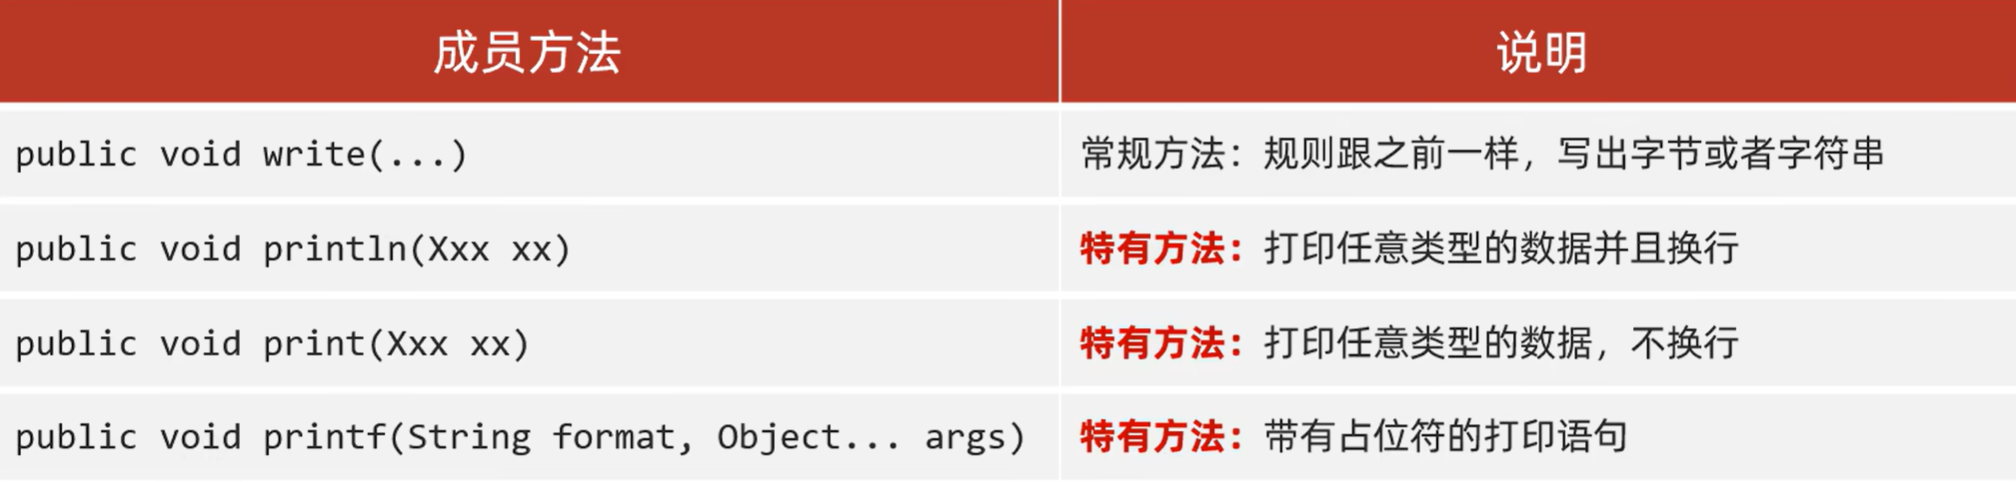 成员方法
说明
public void write(...)
常规方法：规则跟之前一样，写出字节或者字符串
public void println(Xxx xx)
特有方法：打印任意类型的数据并且换行
public void print(Xxx xx)
特有方法：打印任意类型的数据，不换行
public void printf(String format, Object... args)
特有方法：带有占位符的打印语句